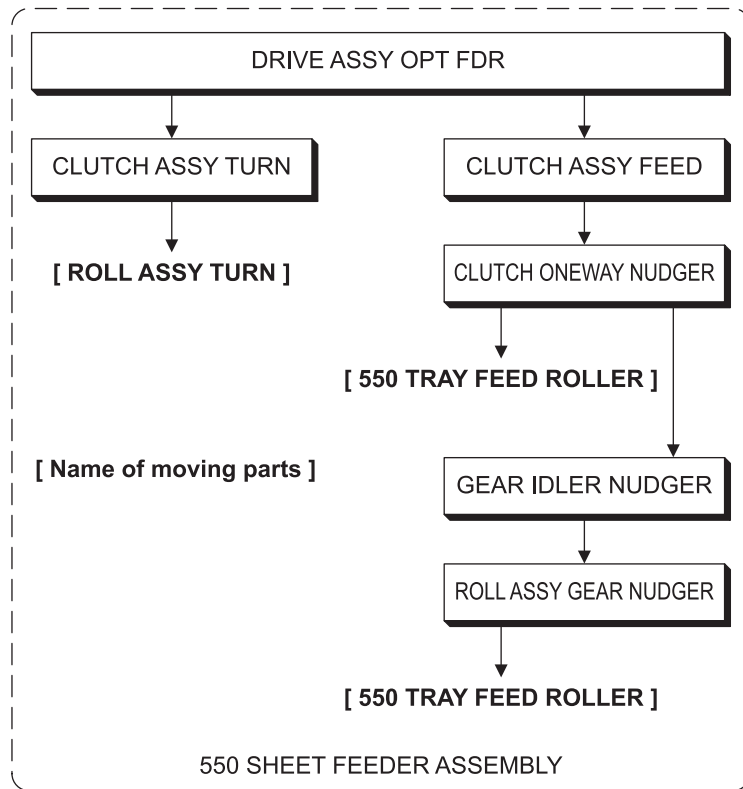 DRIVE ASSY OPT FDR
CLUTCH ASSY TURN
CLUTCH ASSY FEED
[ ROLL ASSY TURN ]
CLUTCH ONEWAY NUDGER
[ 550 TRAY FEED ROLLER ]
[ Name of moving parts ]
GEAR IDLER NUDGER
ROLL ASSY GEAR NUDGER
[ 550 TRAY FEED ROLLER ]
550 SHEET FEEDER ASSEMBLY